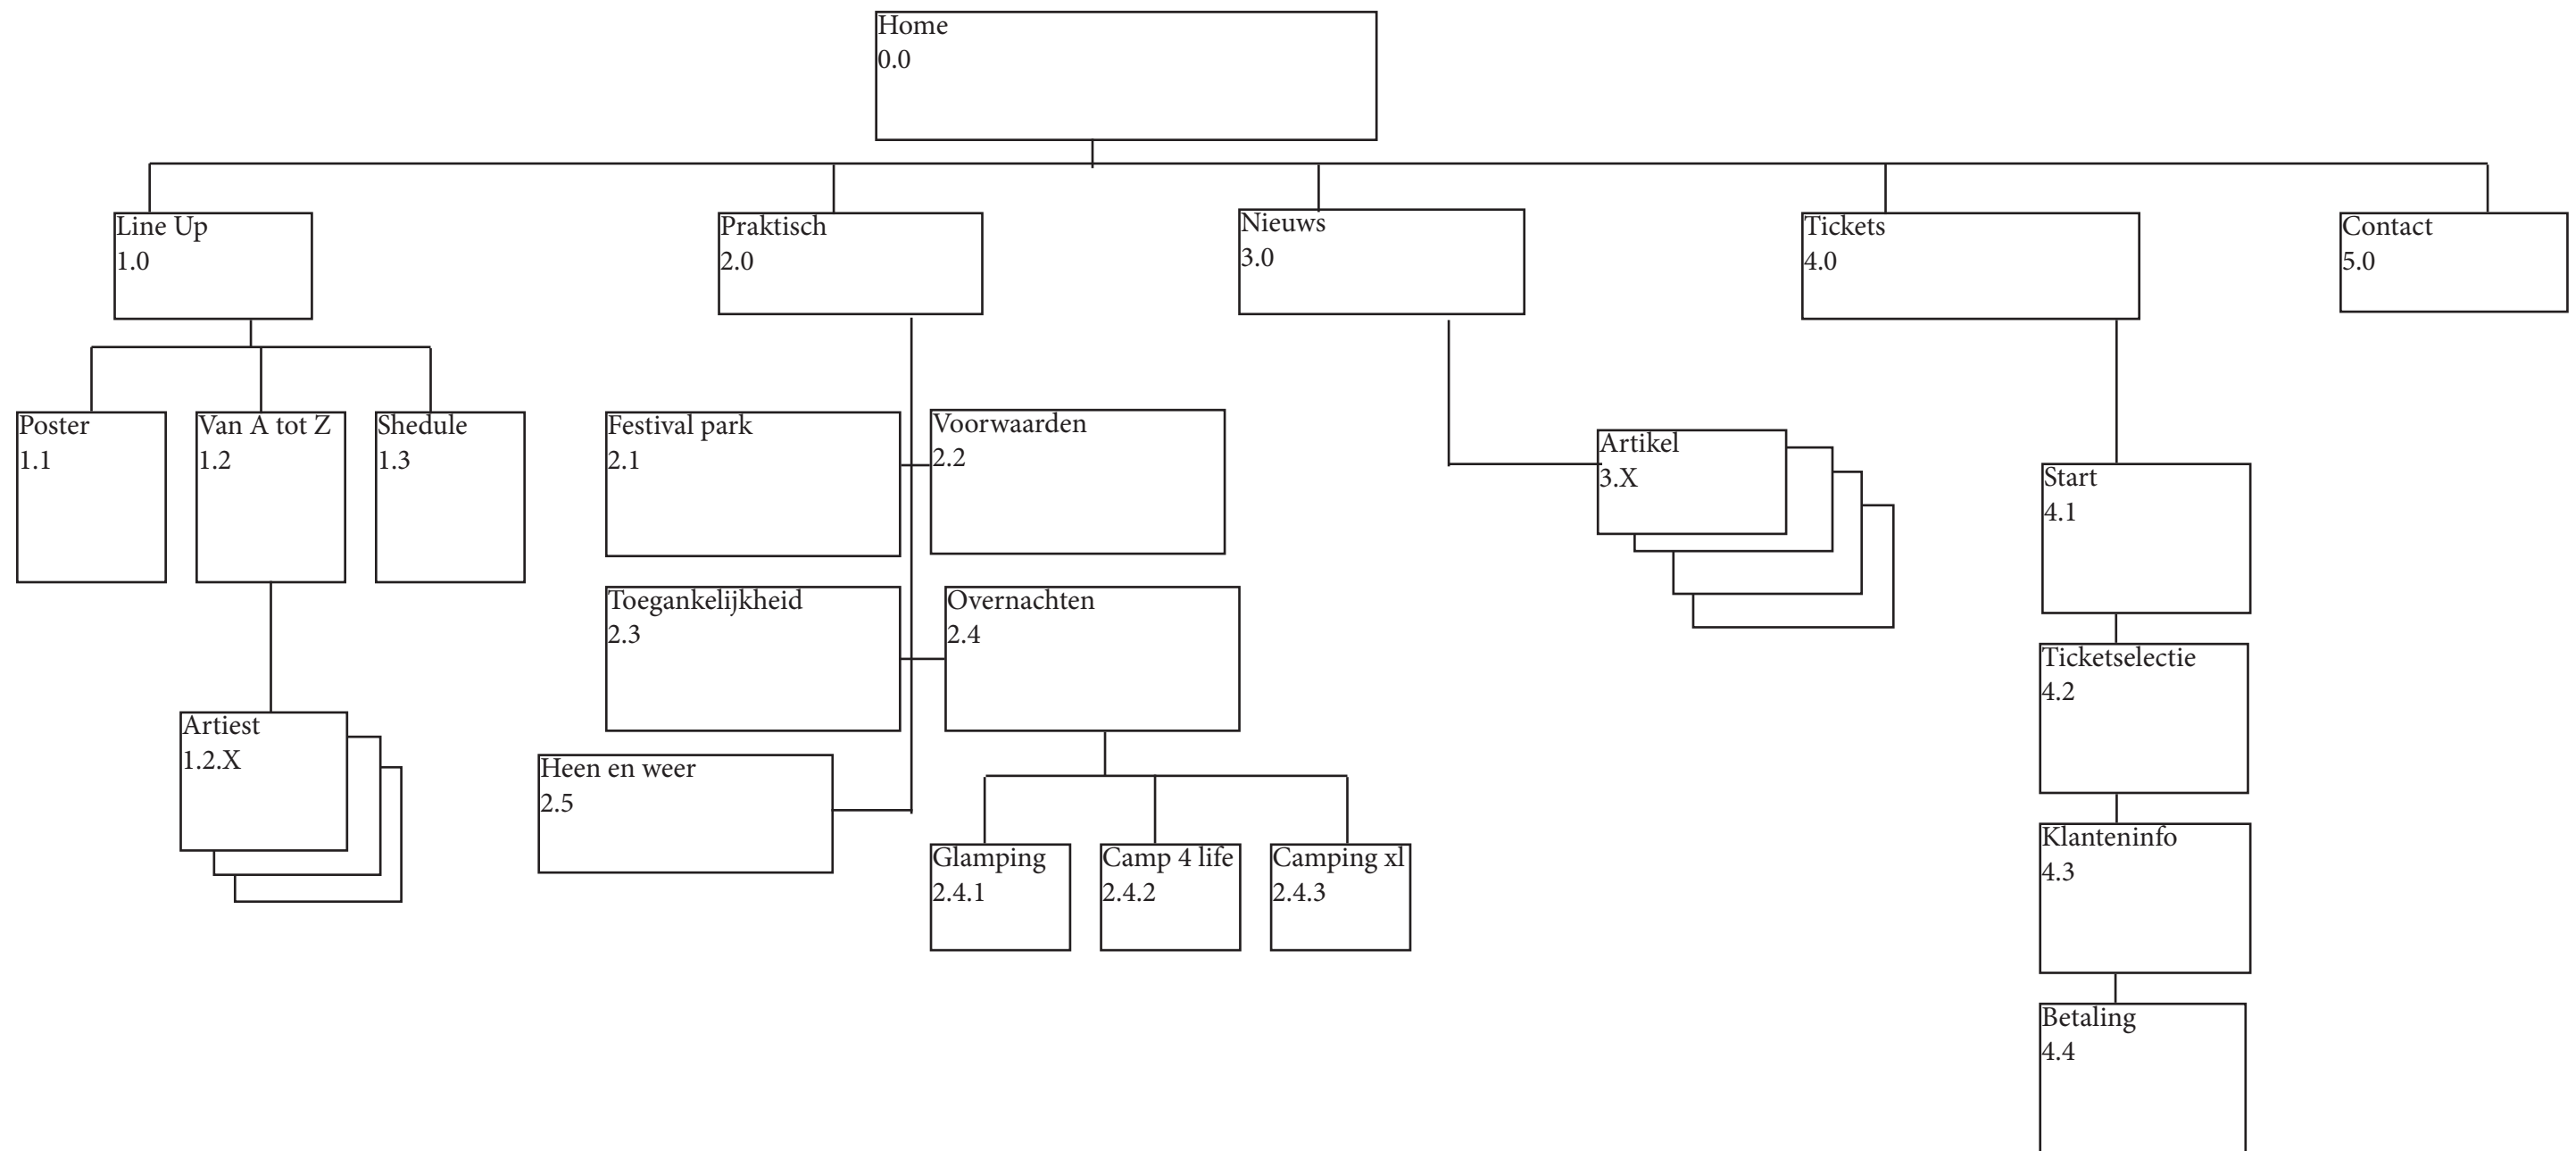 Home
0.0
Line Up
1.0
Praktisch
2.0
Nieuws
3.0
Tickets
4.0
Contact
5.0
Poster
1.1
Van A tot Z
1.2
Shedule
1.3
Festival park
2.1
Voorwaarden
2.2
Artikel
3.X
Start
4.1
Toegankelijkheid
2.3
Overnachten
2.4
Ticketselectie
4.2
Artiest
1.2.X
Heen en weer
2.5
Glamping
2.4.1
Camp 4 life
2.4.2
Camping xl
2.4.3
Klanteninfo
4.3
Betaling
4.4